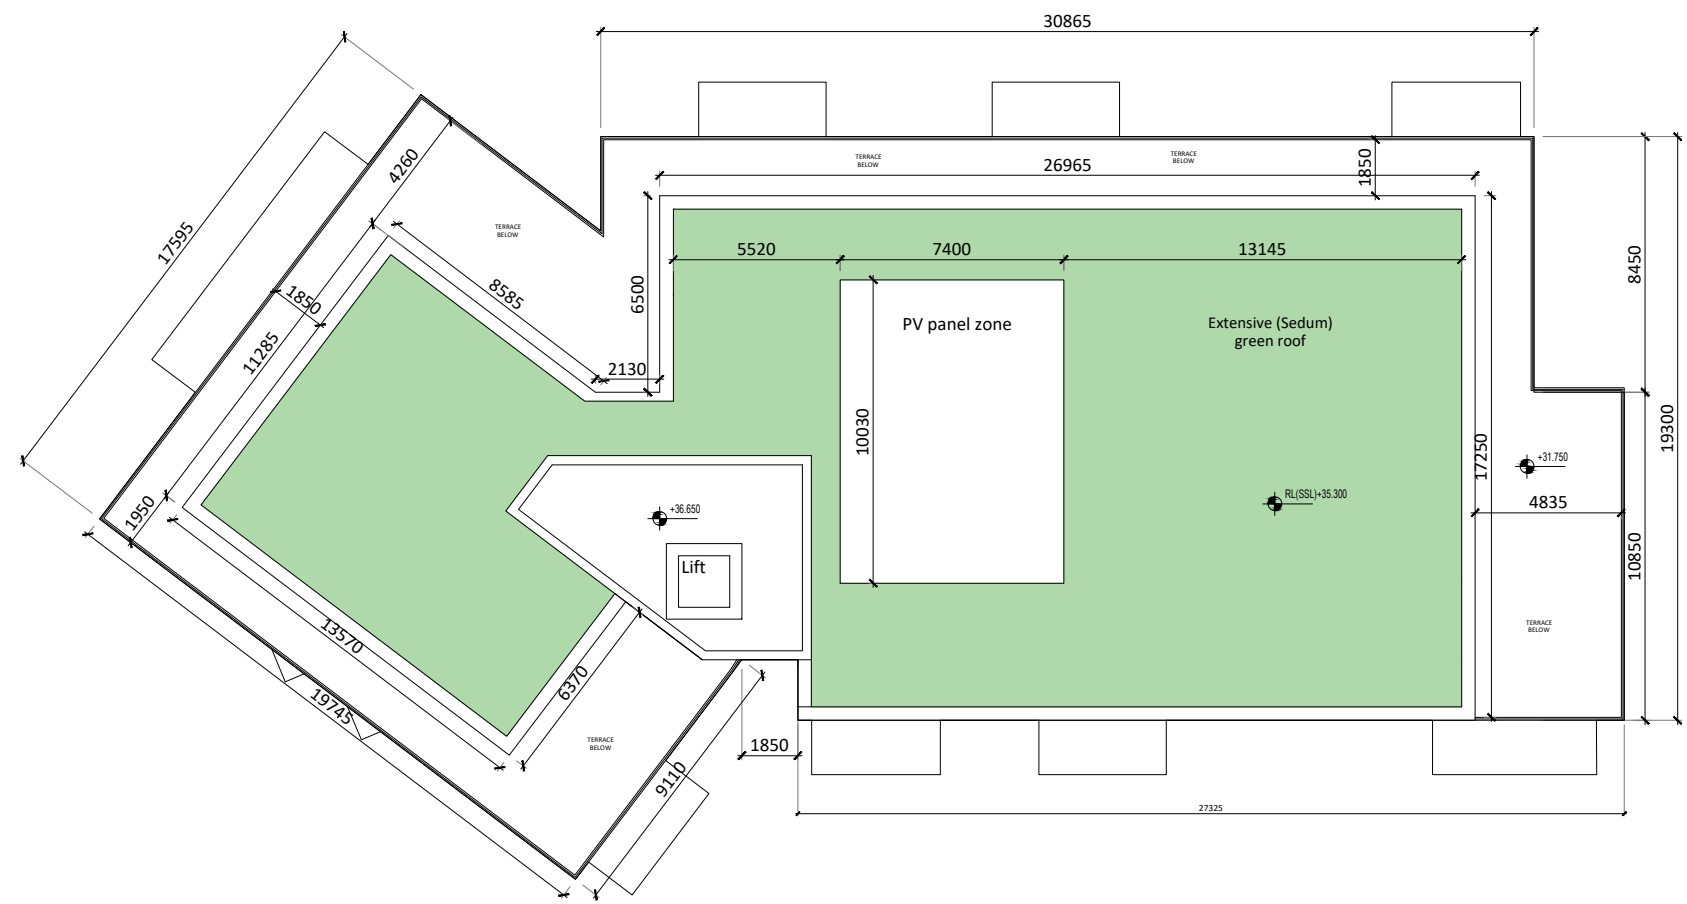 30865
TERRACE
BELOW
TERRACE
BELOW
26965
1850
4260
17595
TERRACE
BELOW
5520
7400
13145
8450
6500
8585
1850
11285
2130
PV panel zone
Extensive (Sedum)
green roof
10030
17250
19300
+31.750
RL(SSL)+35.300
4835
+36.650
1950
10850
Lift
13570
6370
TERRACE
BELOW
19745
TERRACE
BELOW
1850
9110
27325